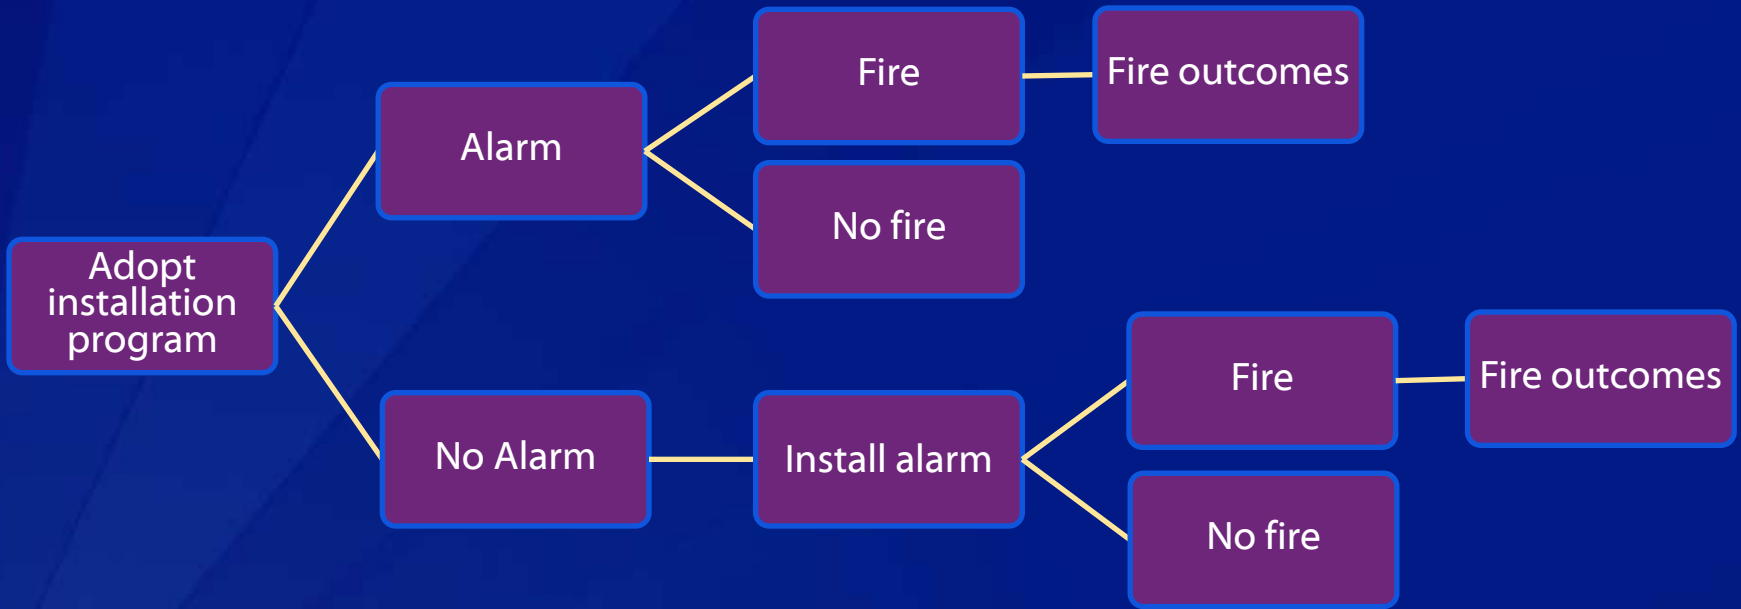 Fire
Fire outcomes
Alarm
No fire
Adopt
installation
program
Fire
Fire outcomes
No Alarm
Install alarm
No fire